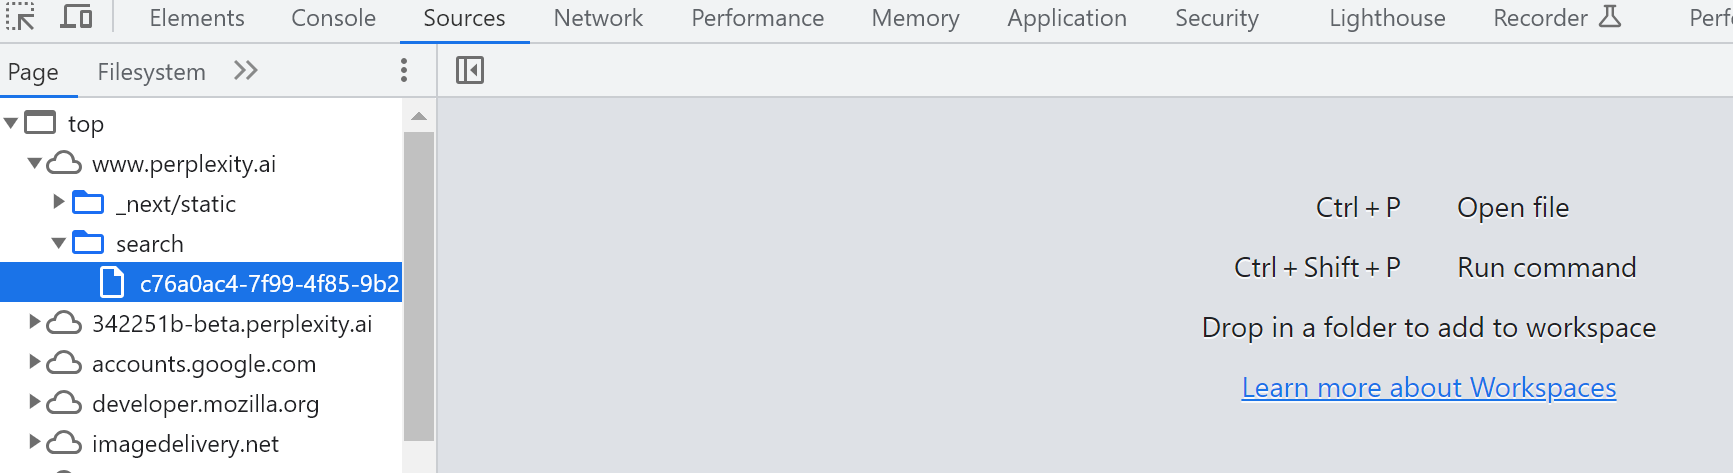 Elements Console Sources Network Performance Memory Application Security Lighthouse Recorder
Page Filesystem
top
www.perplexity.ai
_next/static
search
c76a0ac4-7f99-4f85-9b2
342251b-beta.perplexity.ai
accounts.google.com
developer.mozilla.org
imagedelivery.net
Ctrl + P Open file
Ctrl + Shift + P Run command
Drop in a folder to add to workspace
Learn more about Workspaces